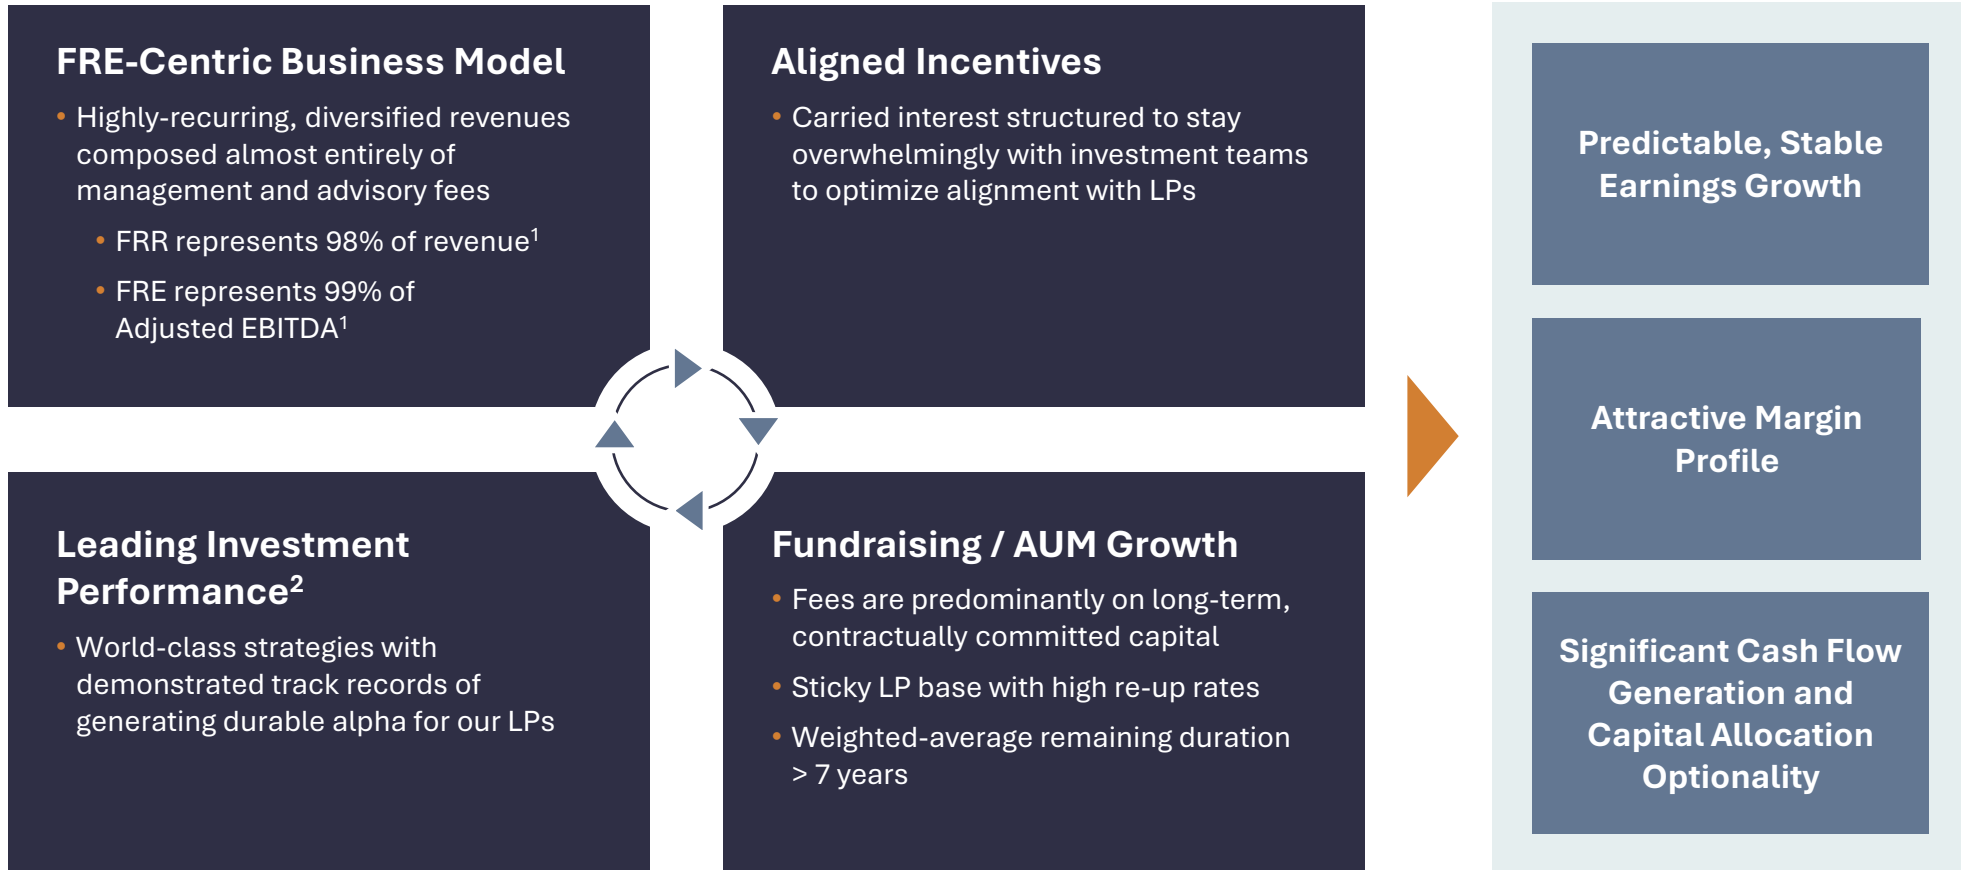 FRE-Centric Business Model
• Highly-recurring, diversified revenues
composed almost entirely of
management and advisory fees
• FRR represents 98% of revenue¹
• FRE represents 99% of
Adjusted EBITDA¹
Aligned Incentives
• Carried interest structured to stay
overwhelmingly with investment teams
to optimize alignment with LPs
Leading Investment
Performance²
• World-class strategies with
demonstrated track records of
generating durable alpha for our LPs
Fundraising / AUM Growth
• Fees are predominantly on long-term,
contractually committed capital
• Sticky LP base with high re-up rates
• Weighted-average remaining duration
> 7 years
Predictable, Stable
Earnings Growth
Attractive Margin
Profile
Significant Cash Flow
Generation and
Capital Allocation
Optionality